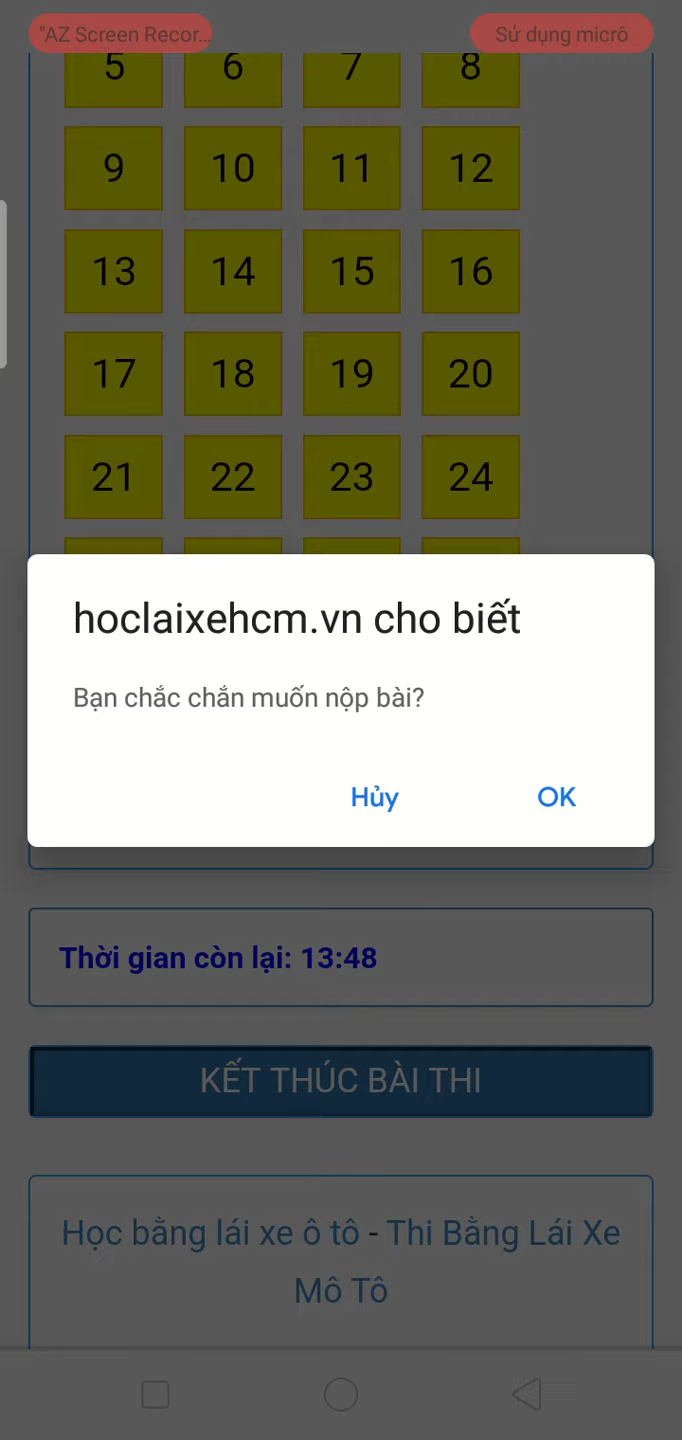 "AZ Screen Recor... Sử dụng micrô
5 6 7 8
9 10 11 12
13 14 15 16
17 18 19 20
21 22 23 24
hoclaixehcm.vn cho biết
Bạn chắc chắn muốn nộp bài?
Hủy OK
Thời gian còn lại: 13:48
KẾT THÚC BÀI THI
Học bằng lái xe ô tô - Thi Bằng Lái Xe
Mô Tô